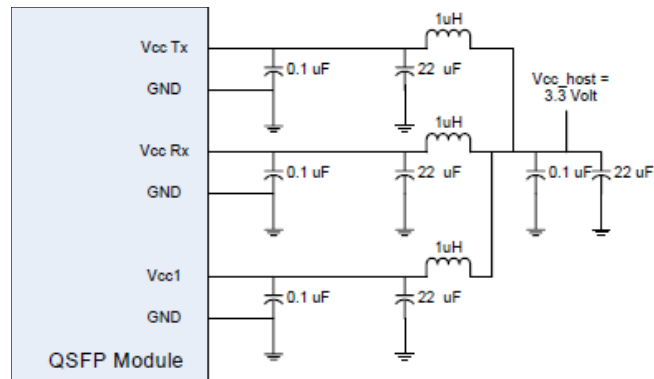 1uH
Vcc Tx
0.1 uF
22 uF
GND
Vcc_host =
3.3 Volt
1uH
Vcc Rx
0.1 uF
22 uF
0.1 uF
22 uF
GND
1uH
Vcc1
0.1 uF
22 uF
GND
QSFP Module